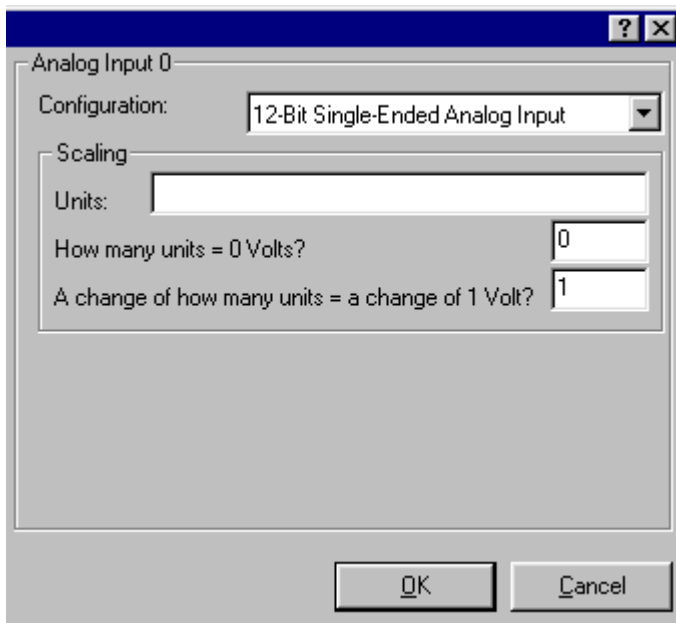 Analog Input 0
Configuration: 12-Bit Single-Ended Analog Input
Scaling
Units:
How many units = 0 Volts? 0
A change of how many units = a change of 1 Volt? 1
OK Cancel